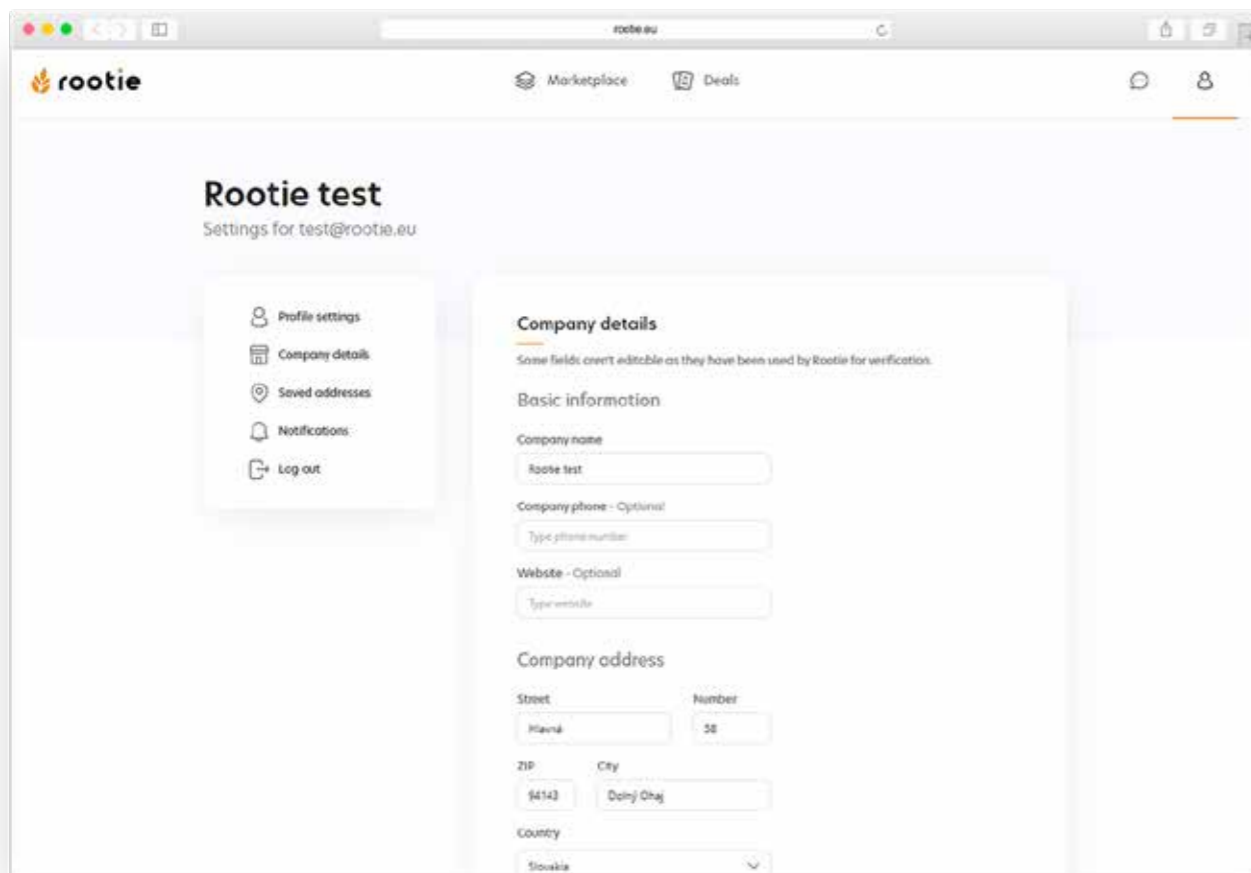 rootie.eu
rootie
Marketplace
Deals
Rootie test
Settings for test@rootie.eu
Profile settings
Company details
Saved addresses
Notifications
Log out
Company details
Some fields aren't editable as they have been used by Rootie for verification.
Basic information
Company name
Rootie test
Company phone - Optional
Type phone number
Website - Optional
Type website
Company address
Street Number
Hlavná 58
ZIP City
94143 Dolný Ohaj
Country
Slovakia